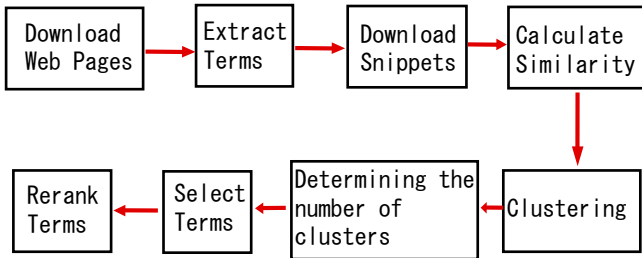 Download
Web Pages
Extract
Terms
Download
Snippets
Calculate
Similarity
Clustering
Determining the
number of
clusters
Select
Terms
Rerank
Terms